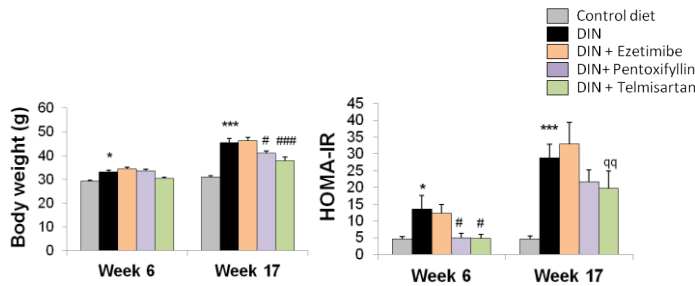 Control diet
DIN
DIN + Ezetimibe
DIN+ Pentoxifyllin
DIN + Telmisartan
Body weight (g)
60
50
40
30
20
10
0
*
***
#
###
Week 6
Week 17
HOMA-IR
45
40
35
30
25
20
15
10
5
0
*
#
#
***
qq
Week 6
Week 17